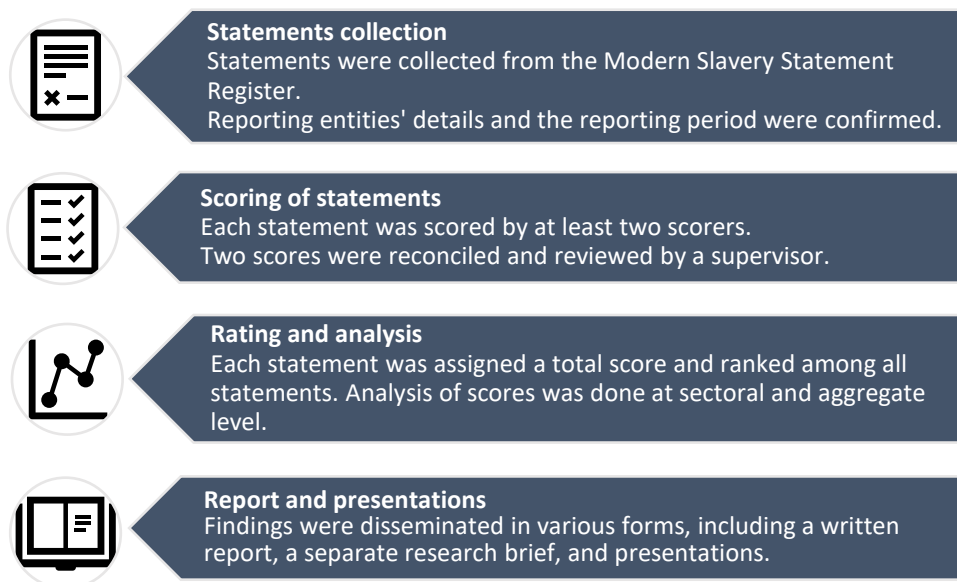 Statements collection
Statements were collected from the Modern Slavery Statement
Register.
Reporting entities' details and the reporting period were confirmed.
Scoring of statements
Each statement was scored by at least two scorers.
Two scores were reconciled and reviewed by a supervisor.
Rating and analysis
Each statement was assigned a total score and ranked among all
statements. Analysis of scores was done at sectoral and aggregate
level.
Report and presentations
Findings were disseminated in various forms, including a written
report, a separate research brief, and presentations.